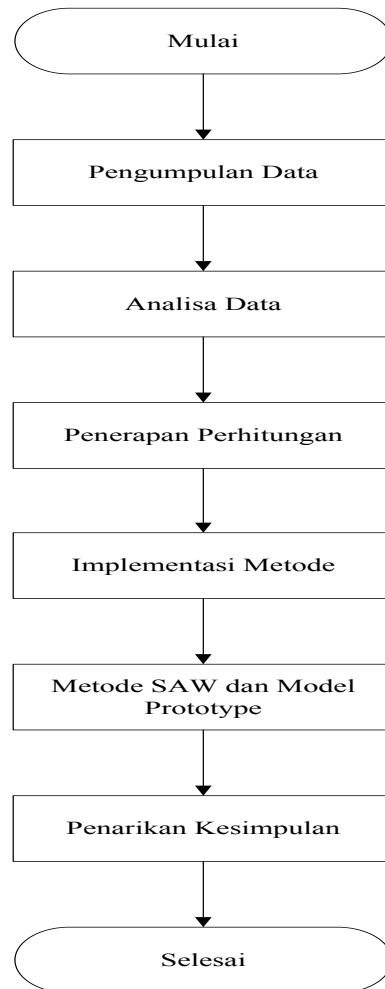 Mulai
Pengumpulan Data
Analisa Data
Penerapan Perhitungan
Implementasi Metode
Metode SAW dan Model
Prototype
Penarikan Kesimpulan
Selesai